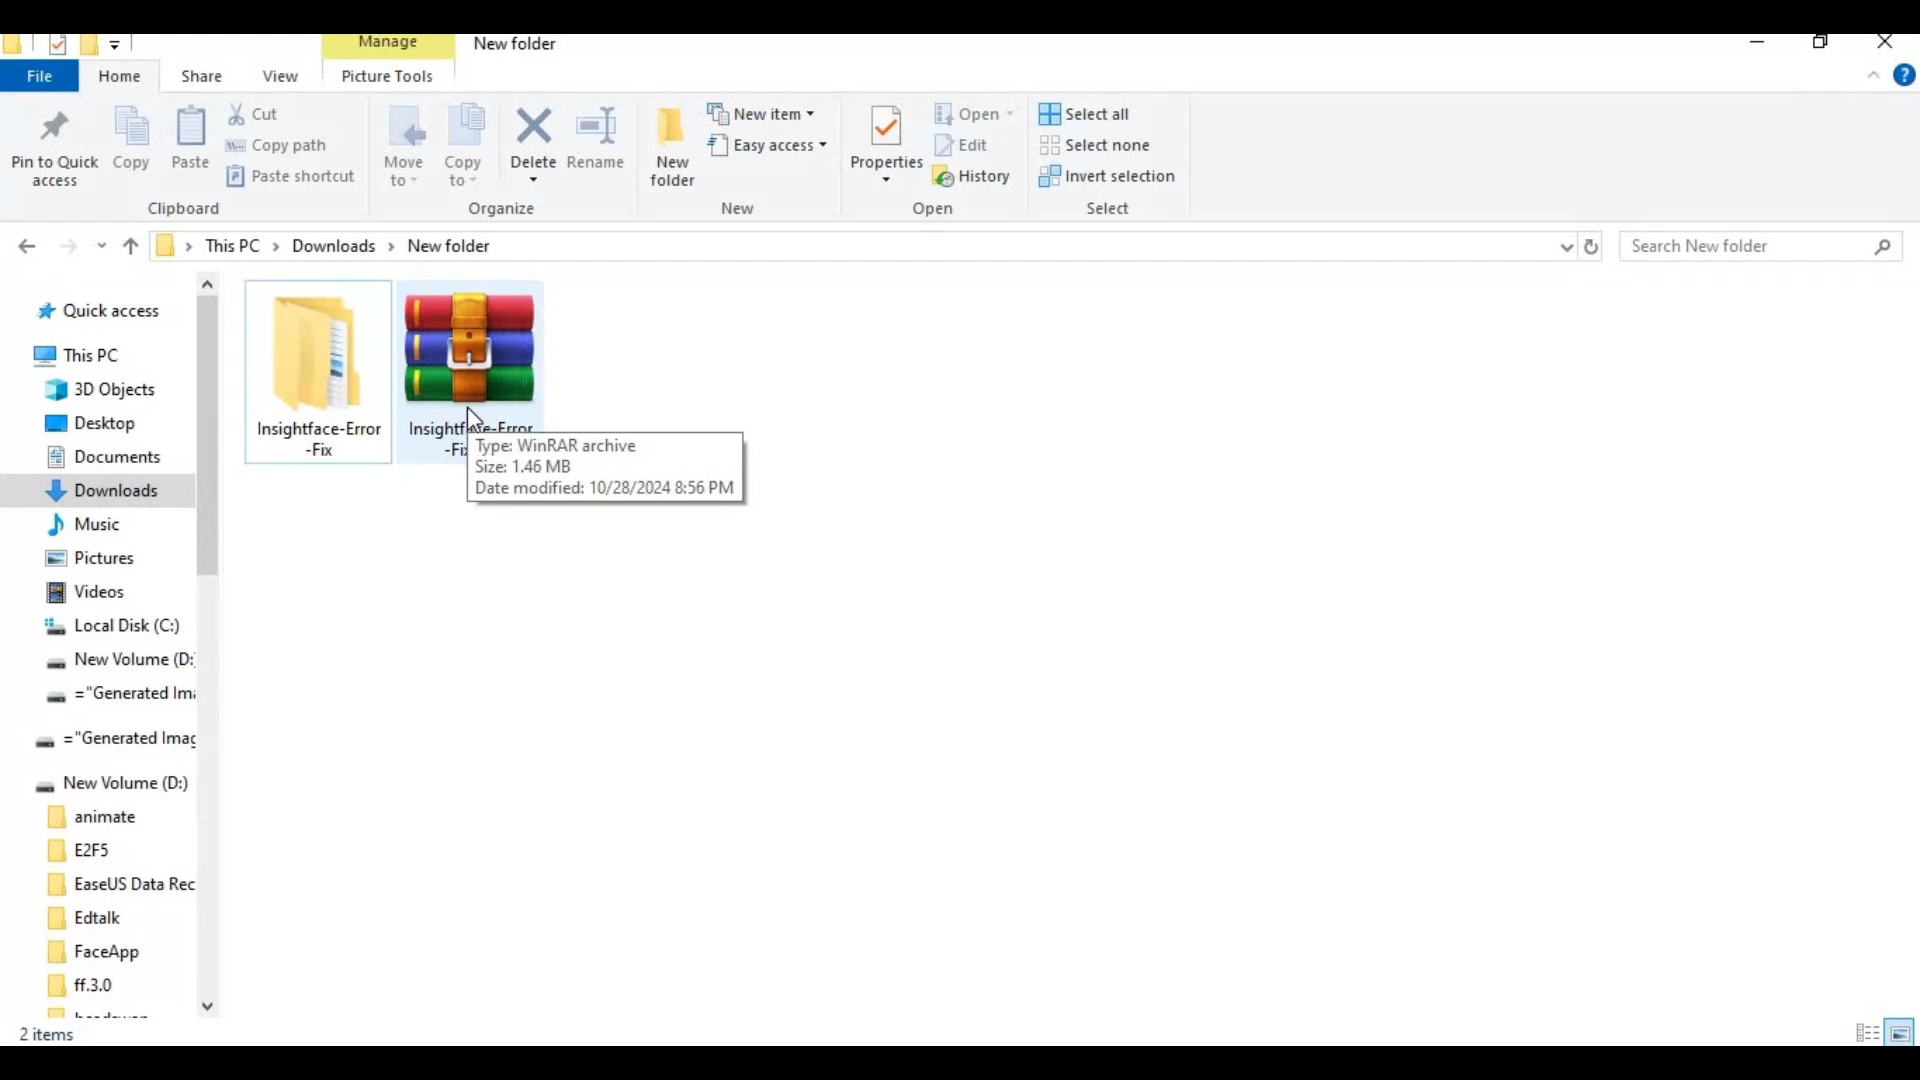 Manage
New folder
File
Home
Share
View
Picture Tools
Pin to Quick
access
Copy
Paste
Cut
Copy path
Paste shortcut
Clipboard
Move
to
Copy
to
Delete
Rename
Organize
New
folder
New item
Easy access
New
Properties
Open
Edit
History
Open
Select all
Select none
Invert selection
Select
This PC
Downloads
New folder
Search New folder
Quick access
This PC
3D Objects
Desktop
Documents
Downloads
Music
Pictures
Videos
Local Disk (C:)
New Volume (D:
="Generated Ima
="Generated Imag
New Volume (D:)
animate
E2F5
EaseUS Data Rec
Edtalk
FaceApp
ff.3.0
Insightface-Error
-Fix
Insightface-Error
-Fix
Type: WinRAR archive
Size: 1.46 MB
Date modified: 10/28/2024 8:56 PM
2 items